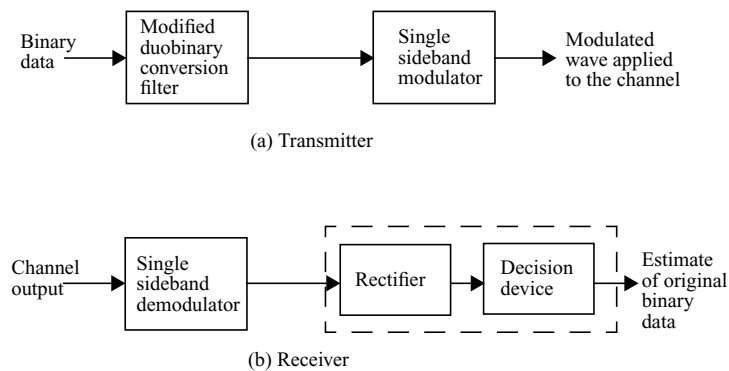 Binary
data
Modified
duobinary
conversion
filter
Single
sideband
modulator
Modulated
wave applied
to the channel
(a) Transmitter
Channel
output
Single
sideband
demodulator
Rectifier
Decision
device
Estimate
of original
binary
data
(b) Receiver